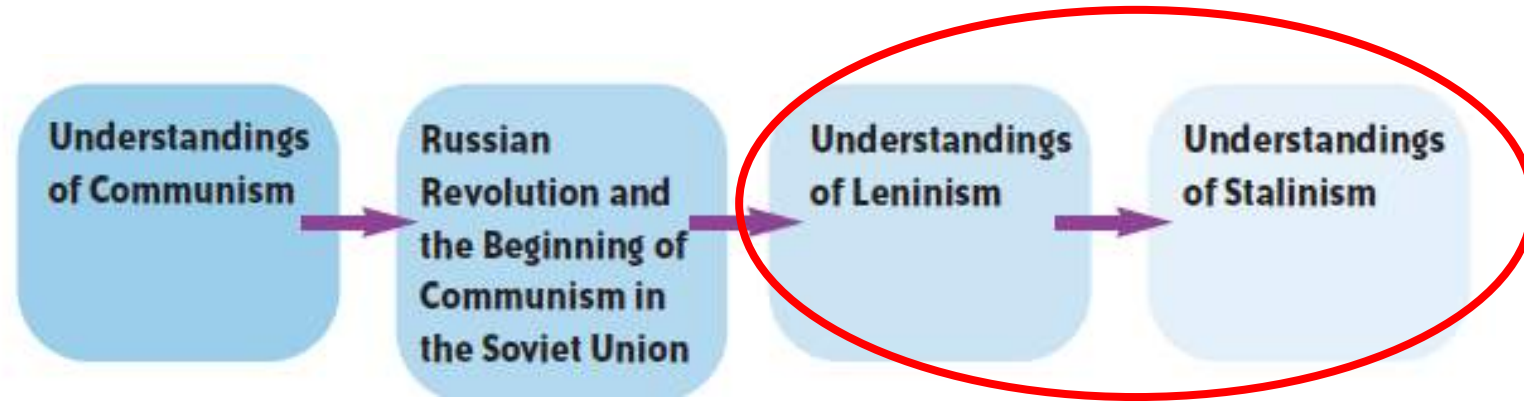 Understandings
of Communism
Russian
Revolution and
the Beginning of
Communism in
the Soviet Union
Understandings
of Leninism
Understandings
of Stalinism